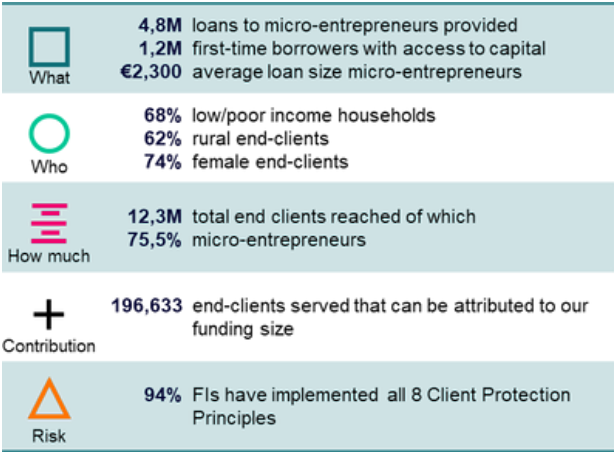 What
4,8M loans to micro-entrepreneurs provided
1,2M first-time borrowers with access to capital
€2,300 average loan size micro-entrepreneurs
Who
68% low/poor income households
62% rural end-clients
74% female end-clients
How much
12,3M total end clients reached of which
75,5% micro-entrepreneurs
Contribution
196,633 end-clients served that can be attributed to our
funding size
Risk
94% FIs have implemented all 8 Client Protection
Principles